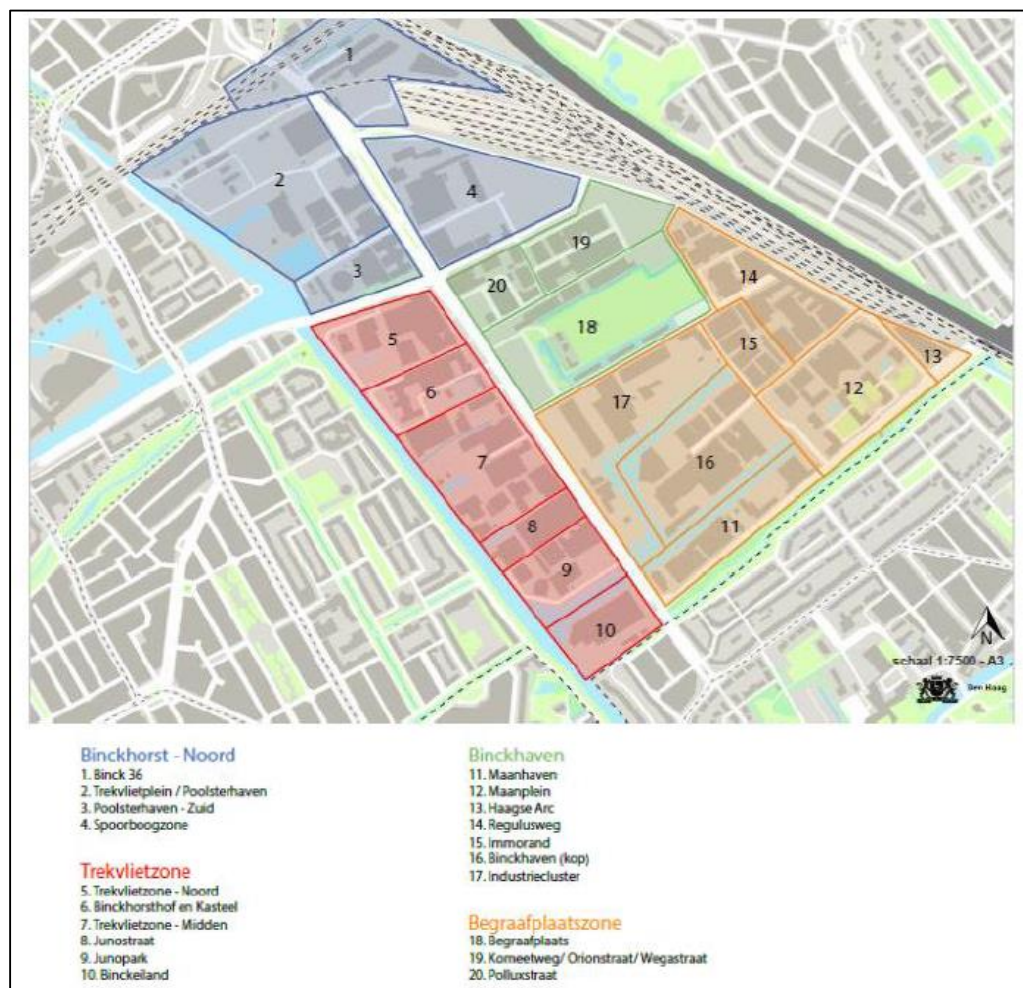 1
2
4
3
19
20
18
14
15
13
12
17
16
11
5
6
7
8
9
10
N
schaal 1:7500 - A3
Den Haag
Binckhorst - Noord
1. Binck 36
2. Trekvlietplein / Poolsterhaven
3. Poolsterhaven - Zuid
4. Spoorboogzone
Trekvlietzone
5. Trekvlietzone - Noord
6. Binckhorsthof en Kasteel
7. Trekvlietzone - Midden
8. Junostraat
9. Junopark
10. Binckeiland
Binckhaven
11. Maanhaven
12. Maanplein
13. Haagse Arc
14. Regulusweg
15. Immorand
16. Binckhaven (kop)
17. Industriecluster
Begraafplaatszone
18. Begraafplaats
19. Komeetweg/ Orionstraat/ Wegastraat
20. Polluxstraat